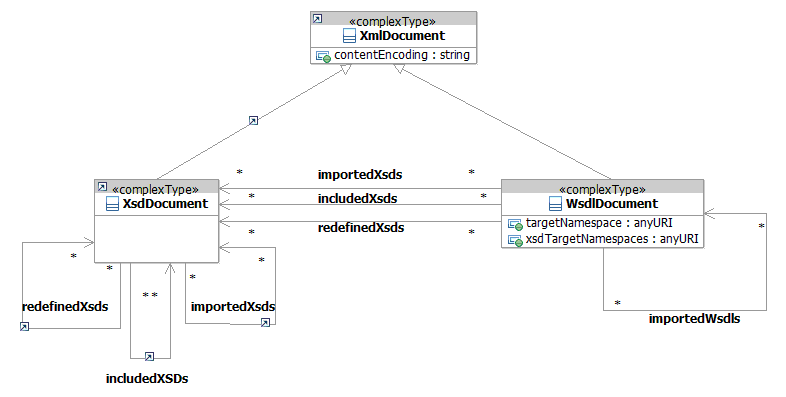 «complexType»
XmlDocument
contentEncoding : string
* importedXsds *
«complexType»
XsdDocument
«complexType»
WsdlDocument
* includedXsds *
* redefinedXsds *
targetNamespace : anyURI
xsdTargetNamespaces : anyURI
*
* * *
* * * *
redefinedXsds
importedXsds
*
importedWsdls
includedXSDs